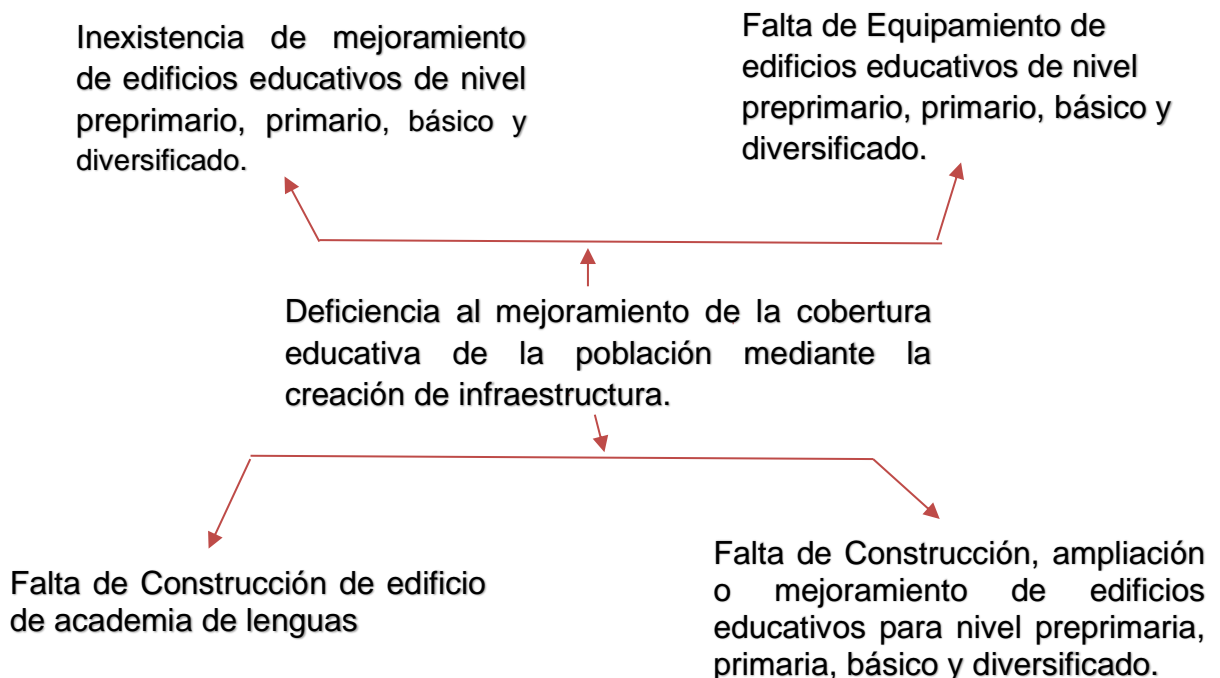 Inexistencia de mejoramiento
de edificios educativos de nivel
preprimario, primario, básico y
diversificado.
Falta de Equipamiento de
edificios educativos de nivel
preprimario, primario, básico y
diversificado.
Deficiencia al mejoramiento de la cobertura
educativa de la población mediante la
creación de infraestructura.
Falta de Construcción de edificio
de academia de lenguas
Falta de Construcción, ampliación
o mejoramiento de edificios
educativos para nivel preprimaria,
primaria, básico y diversificado.